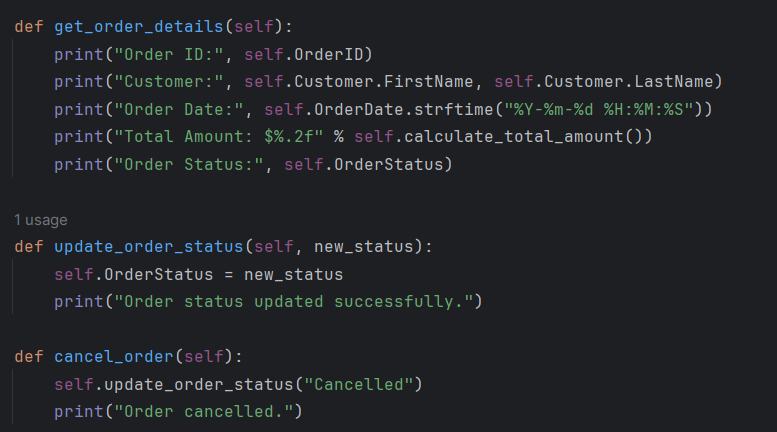 def get_order_details(self):
    print("Order ID:", self.OrderID)
    print("Customer:", self.Customer.FirstName, self.Customer.LastName)
    print("Order Date:", self.OrderDate.strftime("%Y-%m-%d %H:%M:%S"))
    print("Total Amount: $%.2f" % self.calculate_total_amount())
    print("Order Status:", self.OrderStatus)
1 usage
def update_order_status(self, new_status):
    self.OrderStatus = new_status
    print("Order status updated successfully.")
def cancel_order(self):
    self.update_order_status("Cancelled")
    print("Order cancelled.")